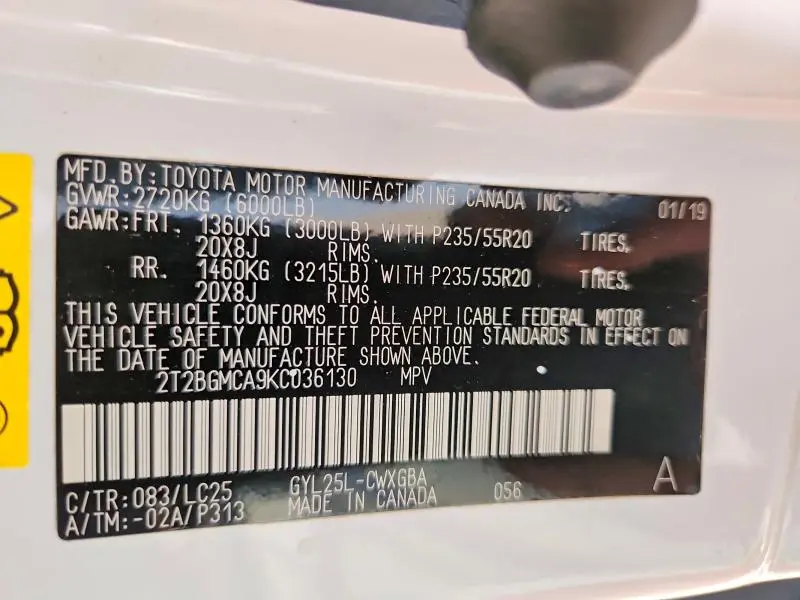 MFD.BY:TOYOTA MOTOR MANUFACTURING CANADA INC. 01/19
GVWR:2720KG (6000LB)
GAWR:FRT. 1360KG (3000LB) WITH P235/55R20 TIRES,
20X8J RIMS.
RR. 1460KG (3215LB) WITH P235/55R20 TIRES,
20X8J RIMS.
THIS VEHICLE CONFORMS TO ALL APPLICABLE FEDERAL MOTOR
VEHICLE SAFETY AND THEFT PREVENTION STANDARDS IN EFFECT ON
THE DATE OF MANUFACTURE SHOWN ABOVE.
2T2BGMCA9KC036130 MPV
C/TR:083/LC25 GYL25L-CWXGBA 056 A
A/TM:-02A/P313 MADE IN CANADA